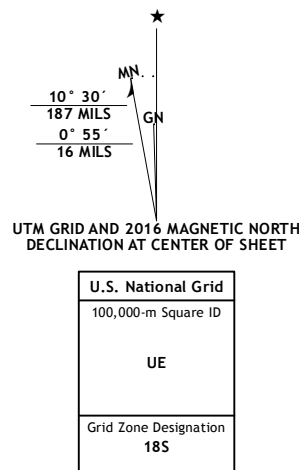 ★
MN
10° 30´
187 MILS
GN
0° 55´
16 MILS
UTM GRID AND 2016 MAGNETIC NORTH
DECLINATION AT CENTER OF SHEET
U.S. National Grid
100,000-m Square ID
UE
Grid Zone Designation
18S